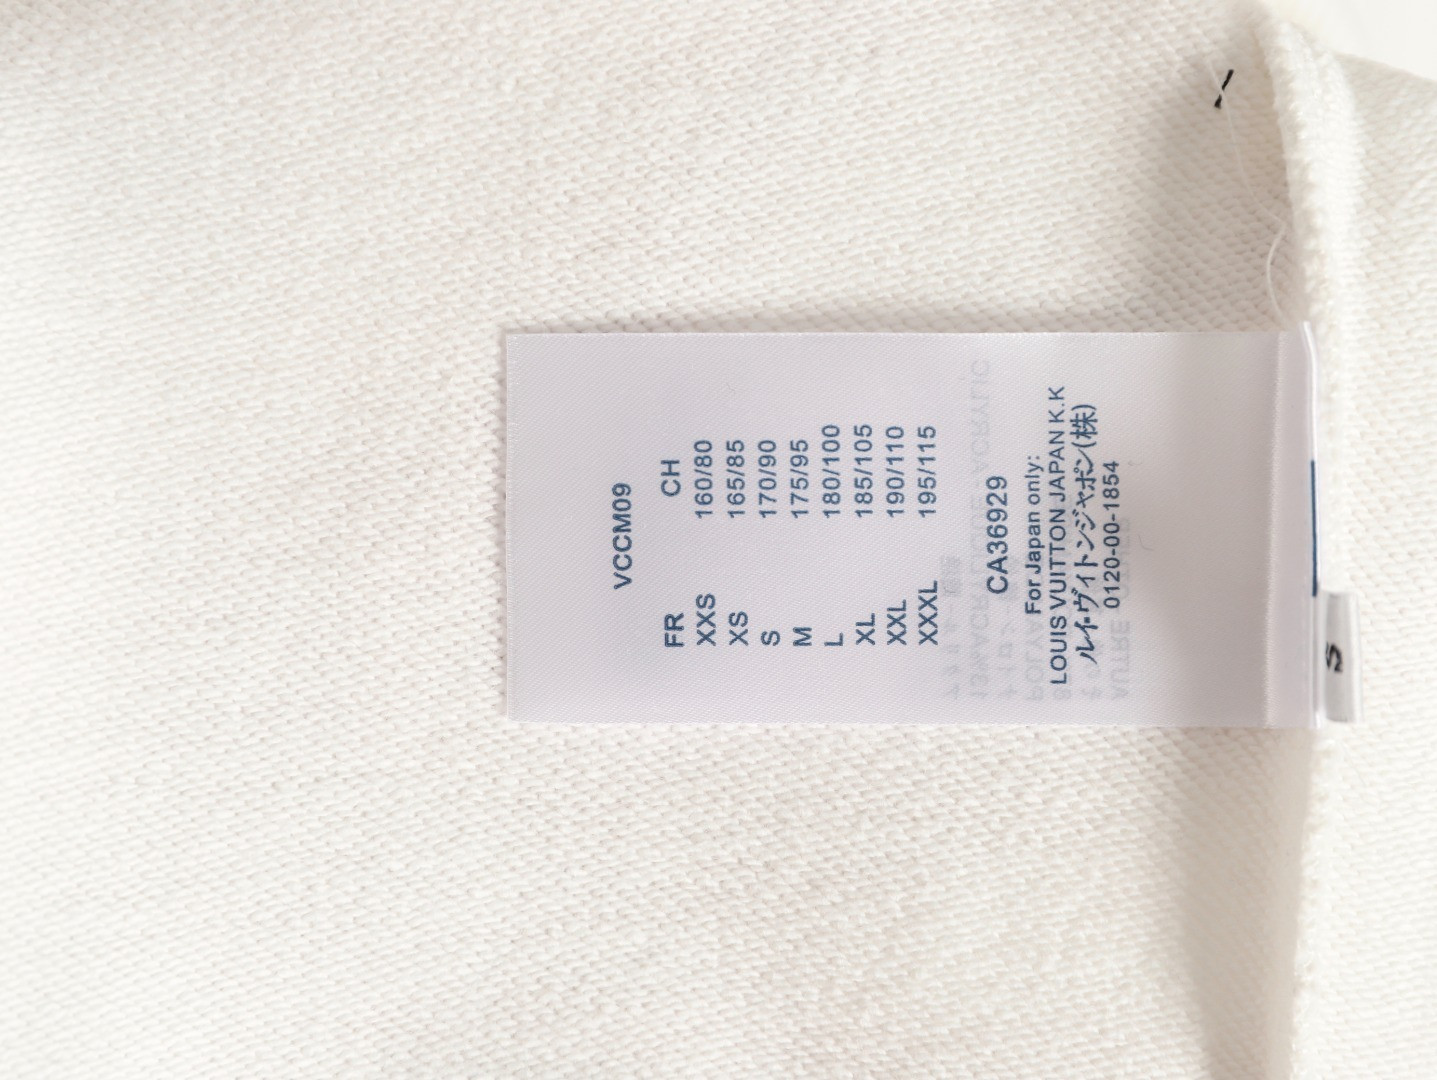 VCCM09
FR CH
XXS 160/80
XS 165/85
S 170/90
M 175/95
L 180/100
XL 185/105
XXL 190/110
XXXL 195/115
CA36929
For Japan only:
LOUIS VUITTON JAPAN K.K
ルイ・ヴィトンジャポン(株)
0120-00-1854
S